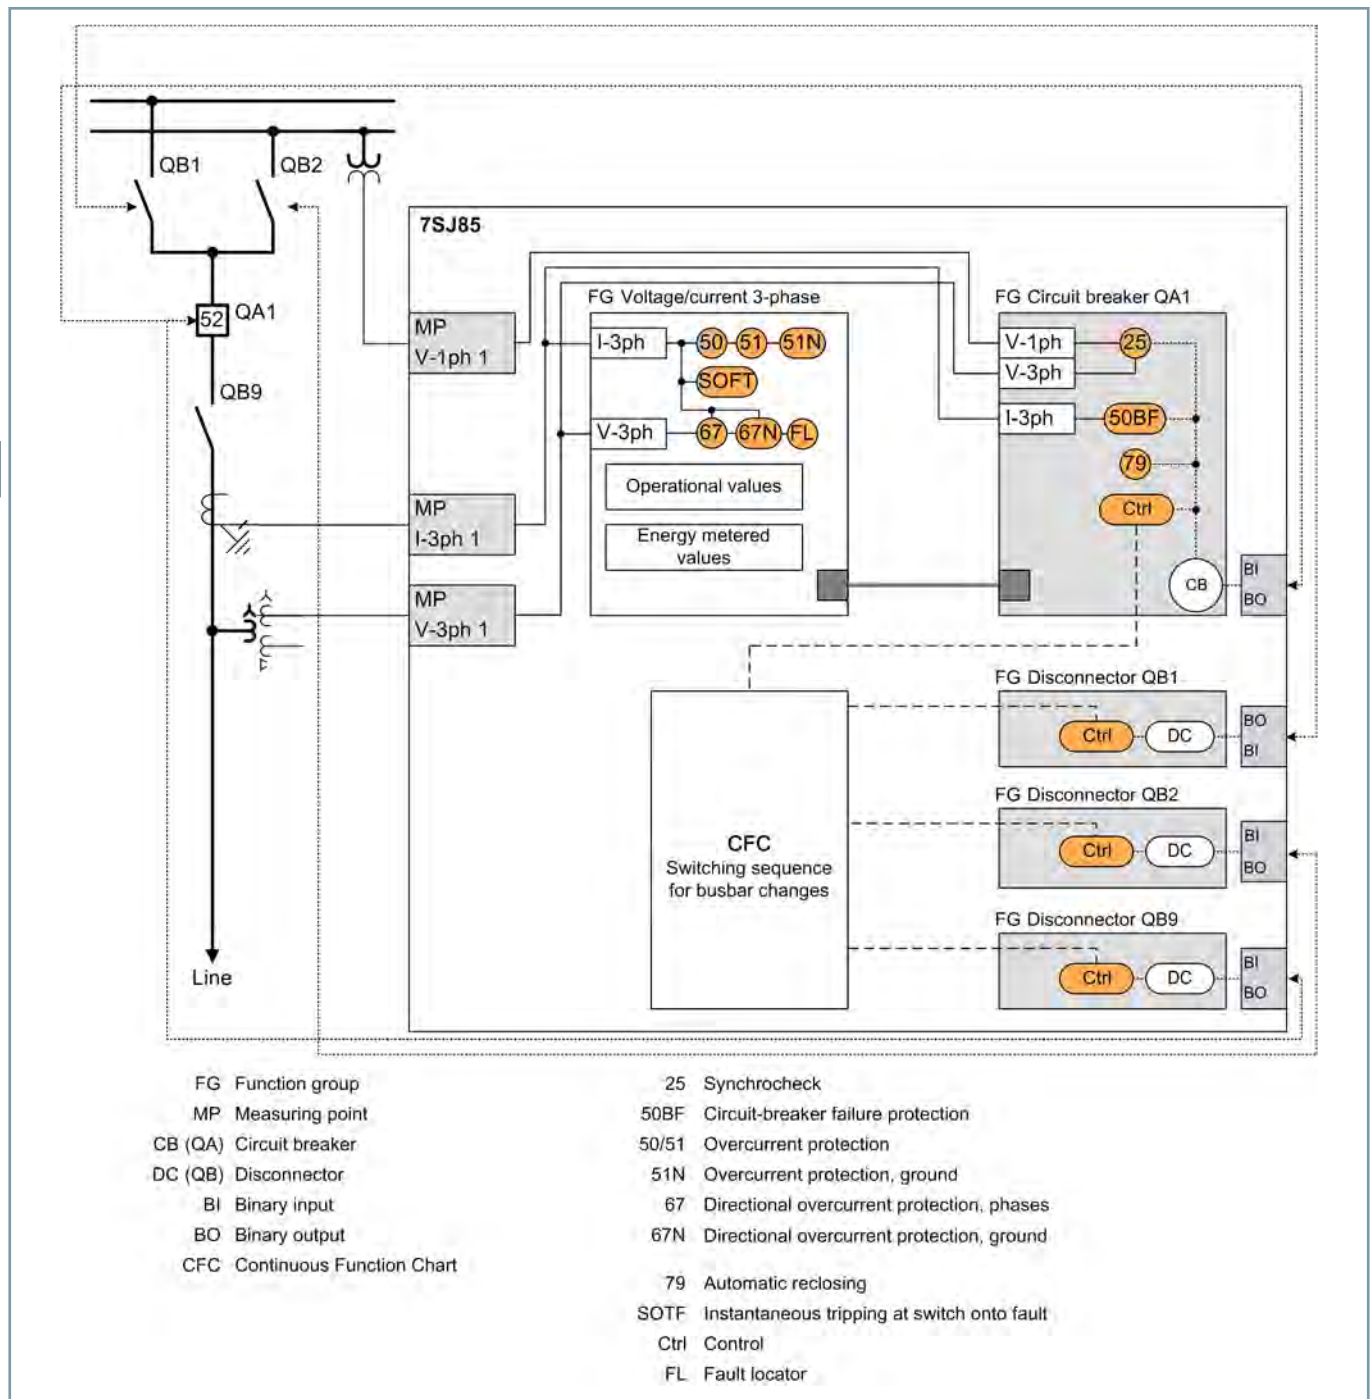 QB1
QB2
7SJ85
52
QA1
QB9
Line
MP
V-1ph 1
MP
I-3ph 1
MP
V-3ph 1
FG Voltage/current 3-phase
I-3ph
50
51
51N
SOFT
V-3ph
67
67N
FL
Operational values
Energy metered
values
FG Circuit breaker QA1
V-1ph
25
V-3ph
I-3ph
50BF
79
Ctrl
CB
BI
BO
CFC
Switching sequence
for busbar changes
FG Disconnector QB1
Ctrl
DC
BO
BI
FG Disconnector QB2
Ctrl
DC
BI
BO
FG Disconnector QB9
Ctrl
DC
BI
BO
FG Function group
MP Measuring point
CB (QA) Circuit breaker
DC (QB) Disconnector
BI Binary input
BO Binary output
CFC Continuous Function Chart
25 Synchrocheck
50BF Circuit-breaker failure protection
50/51 Overcurrent protection
51N Overcurrent protection, ground
67 Directional overcurrent protection, phases
67N Directional overcurrent protection, ground
79 Automatic reclosing
SOTF Instantaneous tripping at switch onto fault
Ctrl Control
FL Fault locator